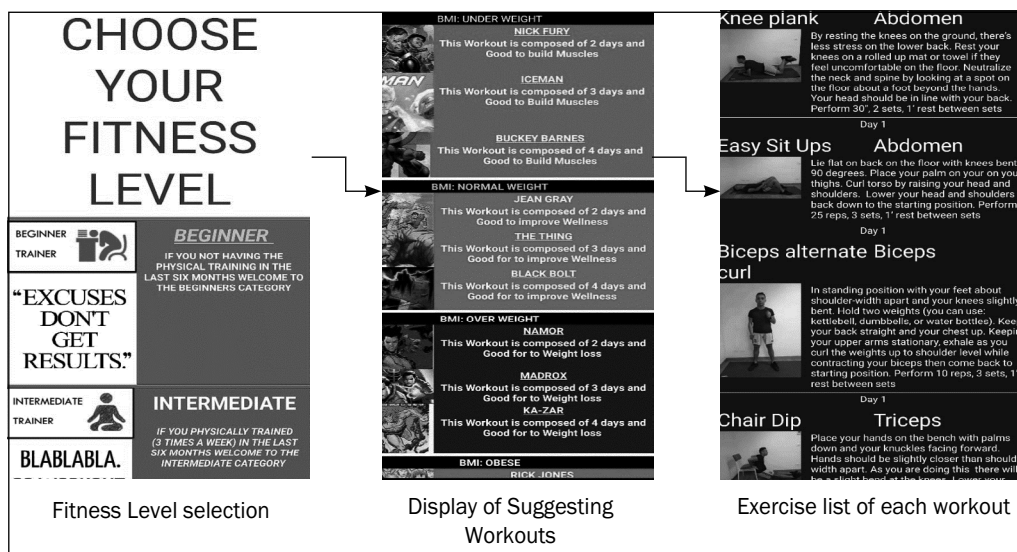 CHOOSE
YOUR
FITNESS
LEVEL
BEGINNER
TRAINER
BEGINNER
IF YOU NOT HAVING THE
PHYSICAL TRAINING IN THE
LAST SIX MONTHS WELCOME TO
THE BEGINNERS CATEGORY
“EXCUSES
DON'T
GET
RESULTS.”
INTERMEDIATE
TRAINER
INTERMEDIATE
IF YOU PHYSICALLY TRAINED
(3 TIMES A WEEK) IN THE LAST
SIX MONTHS WELCOME TO THE
INTERMEDIATE CATEGORY
BLABLABLA.
Fitness Level selection
BMI: UNDER WEIGHT
NICK FURY
This Workout is composed of 2 days and
Good to build Muscles
ICEMAN
This Workout is composed of 3 days and
Good to Build Muscles
BUCKEY BARNES
This Workout is composed of 4 days and
Good to Build Muscles
BMI: NORMAL WEIGHT
JEAN GRAY
This Workout is composed of 2 days and
Good to improve Wellness
THE THING
This Workout is composed of 3 days and
Good for to improve Wellness
BLACK BOLT
This Workout is composed of 4 days and
Good for to improve Wellness
BMI: OVER WEIGHT
NAMOR
This Workout is composed of 2 days and
Good for to Weight loss
MADROX
This Workout is composed of 3 days and
Good for to Weight loss
KA-ZAR
This Workout is composed of 4 days and
Good for to Weight loss
BMI: OBESE
RICK JONES
Display of Suggesting
Workouts
Knee plank Abdomen
By resting the knees on the ground, there's
less stress on the lower back. Rest your
knees on a rolled up mat or towel if they
feel uncomfortable on the floor. Neutralize
the neck and spine by looking at a spot on
the floor about a foot beyond the hands.
Your head should be in line with your back.
Perform 30", 2 sets, 1' rest between sets
Day 1
Easy Sit Ups Abdomen
Lie flat on back on the floor with knees bent
90 degrees. Place your palm on your on you
thighs. Curl torso by raising your head and
shoulders. Lower your head and shoulders
back down to the starting position. Perform
25 reps, 3 sets, 1' rest between sets
Day 1
Biceps alternate Biceps
curl
In standing position with your feet about
shoulder-width apart and your knees slightly
bent. Hold two weights (you can use:
kettlebell, dumbbells, or water bottles). Kee
your back straight and your chest up. Keepin
your upper arms stationary, exhale as you
curl the weights up to shoulder level while
contracting your biceps then come back to
starting position. Perform 10 reps, 3 sets, 1'
rest between sets
Day 1
Chair Dip Triceps
Place your hands on the bench with palms
down and your knuckles facing forward.
Hands should be slightly closer than should
width apart. As you are doing this there will
be a slight bend at the knees. Lower your
Exercise list of each workout